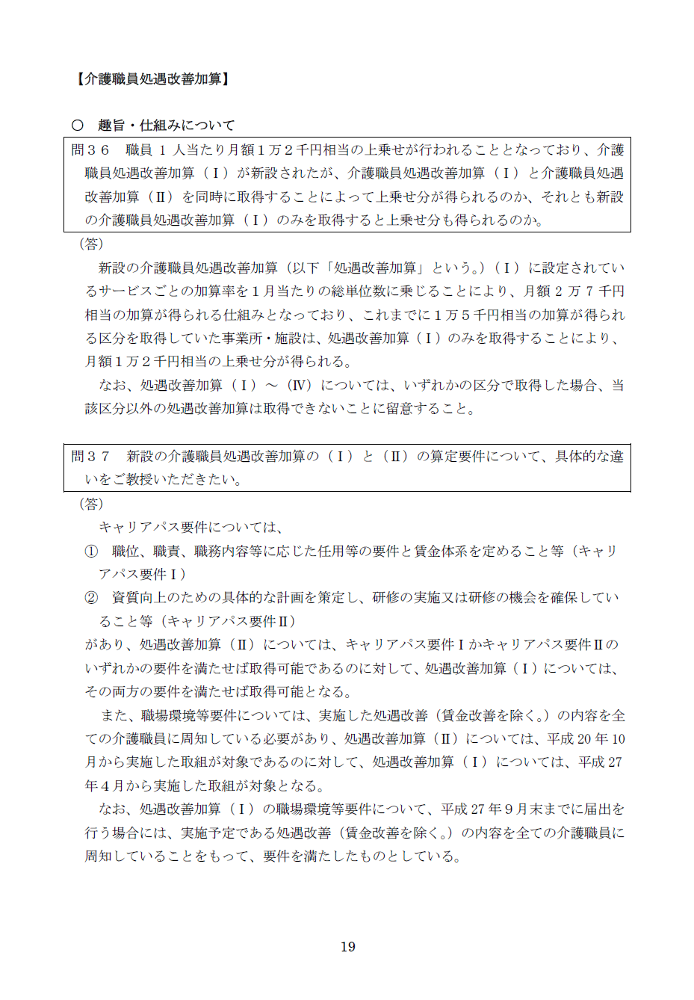 【介護職員処遇改善加算】
○　趣旨・仕組みについて
問３６　職員 1 人当たり月額１万２千円相当の上乗せが行われることとなっており、介護
職員処遇改善加算（Ⅰ）が新設されたが、介護職員処遇改善加算（Ⅰ）と介護職員処遇
改善加算（Ⅱ）を同時に取得することによって上乗せ分が得られるのか、それとも新設
の介護職員処遇改善加算（Ⅰ）のみを取得すると上乗せ分も得られるのか。
（答）
新設の介護職員処遇改善加算（以下「処遇改善加算」という。）（Ⅰ）に設定されてい
るサービスごとの加算率を１月当たりの総単位数に乗じることにより、月額 2 万 7 千円
相当の加算が得られる仕組みとなっており、これまでに１万５千円相当の加算が得られ
る区分を取得していた事業所・施設は、処遇改善加算（Ⅰ）のみを取得することにより、
月額１万２千円相当の上乗せ分が得られる。
なお、処遇改善加算（Ⅰ）～（Ⅳ）については、いずれかの区分で取得した場合、当
該区分以外の処遇改善加算は取得できないことに留意すること。
問３７　新設の介護職員処遇改善加算の（Ⅰ）と（Ⅱ）の算定要件について、具体的な違
いをご教授いただきたい。
（答）
キャリアパス要件については、
①　職位、職責、職務内容等に応じた任用等の要件と賃金体系を定めること等（キャリ
アパス要件Ⅰ）
②　資質向上のための具体的な計画を策定し、研修の実施又は研修の機会を確保してい
ること等（キャリアパス要件Ⅱ）
があり、処遇改善加算（Ⅱ）については、キャリアパス要件Ⅰかキャリアパス要件Ⅱの
いずれかの要件を満たせば取得可能であるのに対して、処遇改善加算（Ⅰ）については、
その両方の要件を満たせば取得可能となる。
また、職場環境等要件については、実施した処遇改善（賃金改善を除く。）の内容を全
ての介護職員に周知している必要があり、処遇改善加算（Ⅱ）については、平成 20 年 10
月から実施した取組が対象であるのに対して、処遇改善加算（Ⅰ）については、平成 27
年４月から実施した取組が対象となる。
なお、処遇改善加算（Ⅰ）の職場環境等要件について、平成 27 年９月末までに届出を
行う場合には、実施予定である処遇改善（賃金改善を除く。）の内容を全ての介護職員に
周知していることをもって、要件を満たしたものとしている。
19